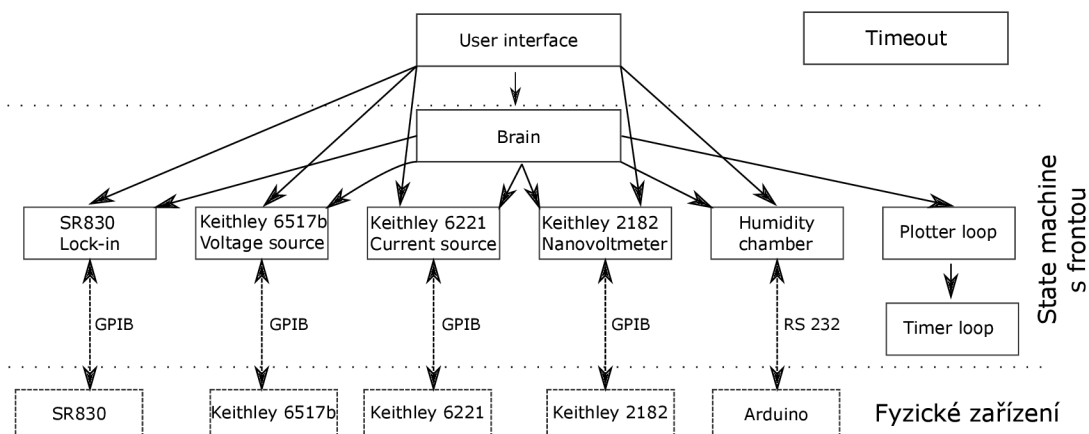 User interface
Timeout
Brain
SR830
Lock-in
Keithley 6517b
Voltage source
Keithley 6221
Current source
Keithley 2182
Nanovoltmeter
Humidity
chamber
Plotter loop
State machine
s frontou
GPIB
GPIB
GPIB
GPIB
RS 232
Timer loop
SR830
Keithley 6517b
Keithley 6221
Keithley 2182
Arduino
Fyzické zařízení